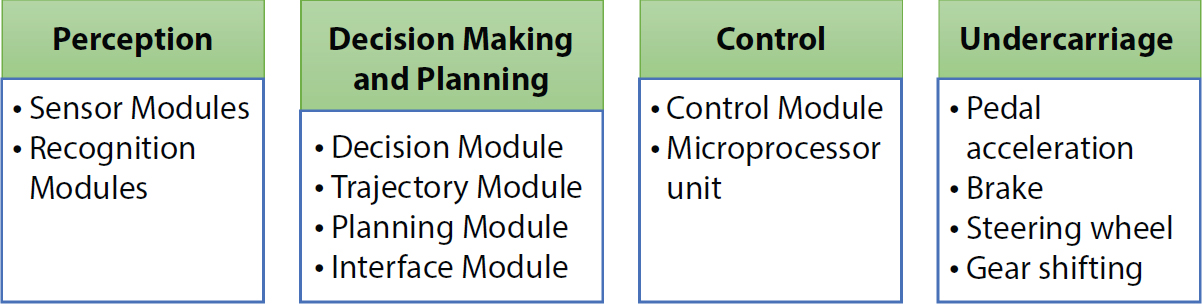 Perception
• Sensor Modules
• Recognition
Modules
Decision Making
and Planning
• Decision Module
• Trajectory Module
• Planning Module
• Interface Module
Control
• Control Module
• Microprocessor
unit
Undercarriage
• Pedal
acceleration
• Brake
• Steering wheel
• Gear shifting